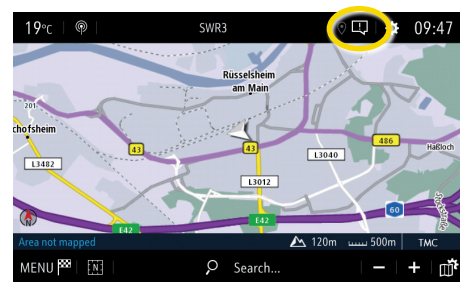 19°C
SWR3
09:47
Rüsselsheim
am Main
201
chofsheim
43
43
486
Haßloch
L3482
L3040
L3012
60
E42
E42
Area not mapped
120m
500m
TMC
MENU
N
Search...